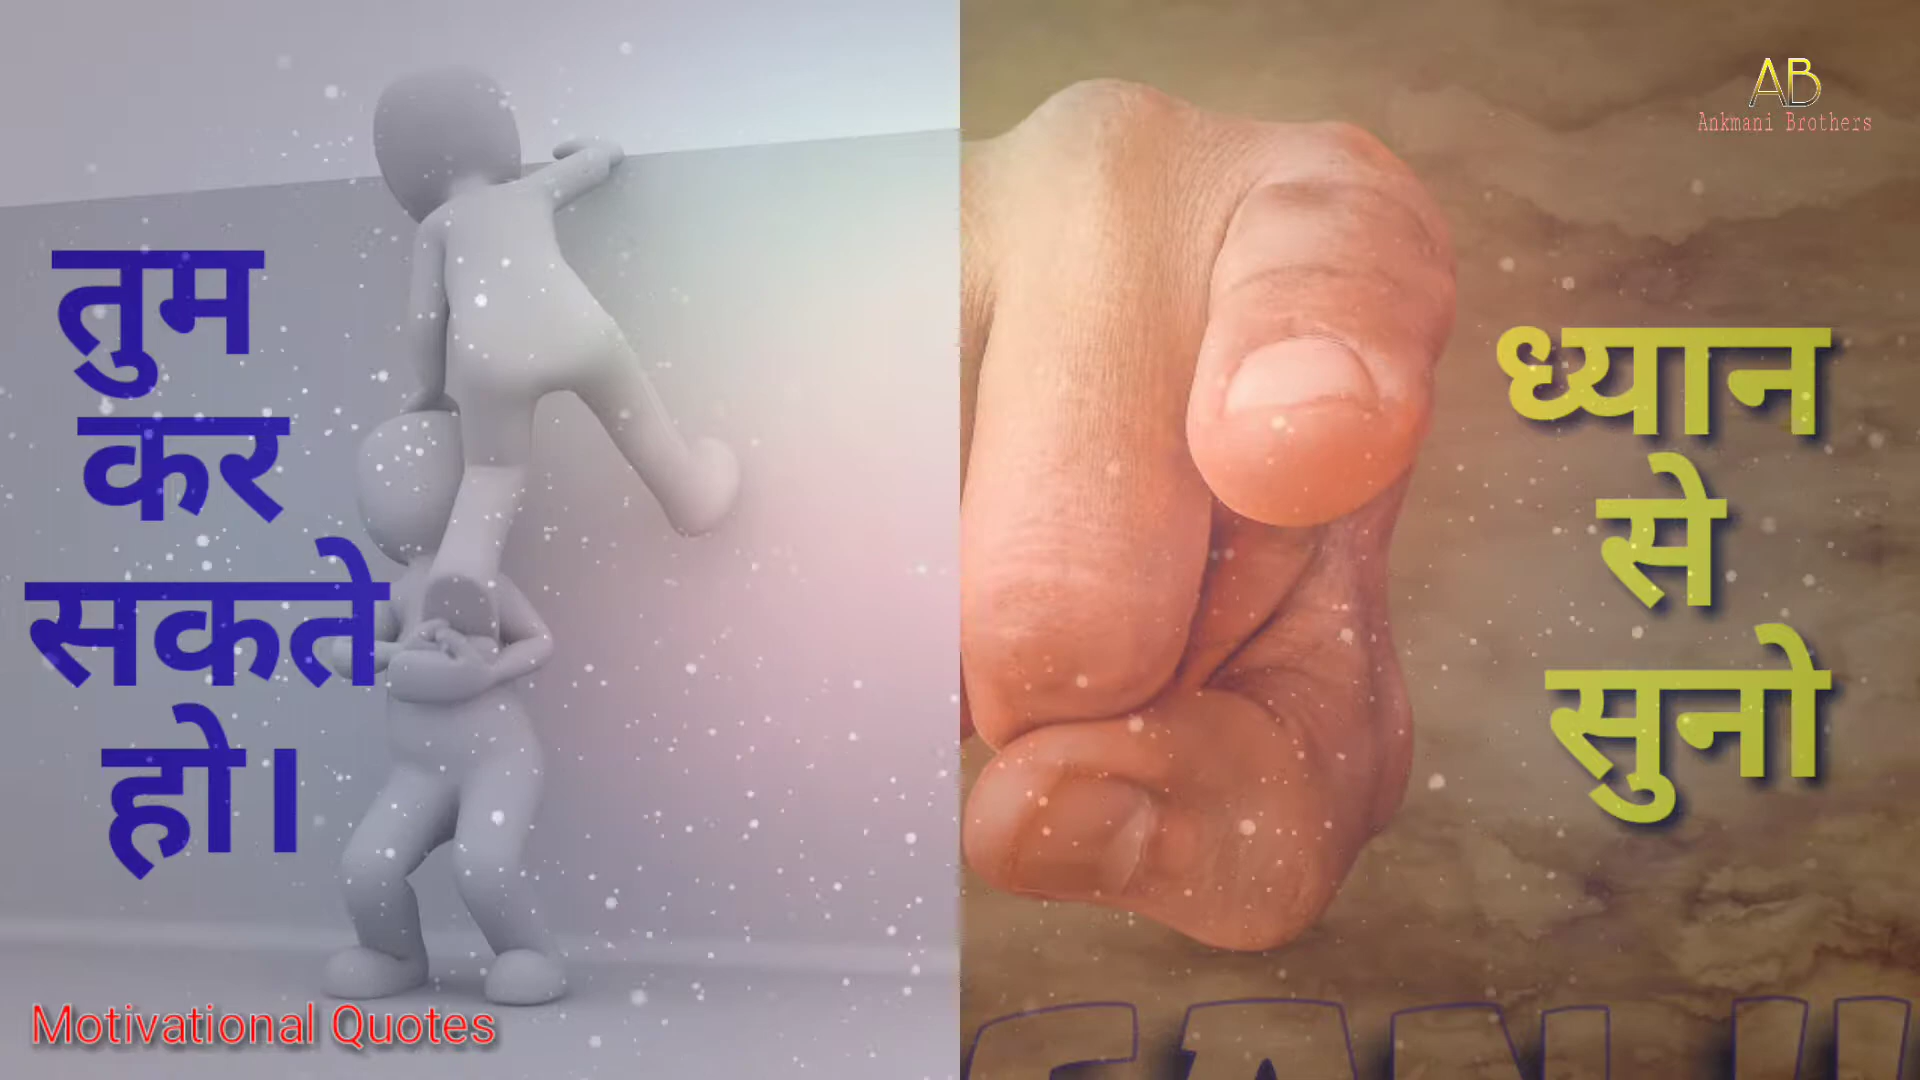 तुम
कर
सकते
हो।
Motivational Quotes
AB
Ankmani Brothers
ध्यान
से
सुनो